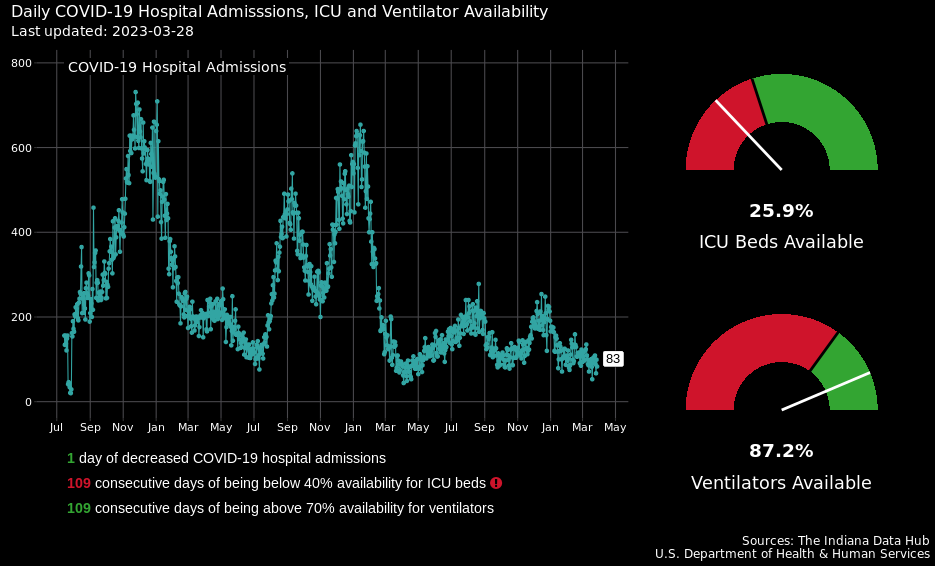 Daily COVID-19 Hospital Admisssions, ICU and Ventilator Availability
Last updated: 2023-03-28
COVID-19 Hospital Admissions
800
600
400
200
0
83
Jul Sep Nov Jan Mar May Jul Sep Nov Jan Mar May Jul Sep Nov Jan Mar May
1 day of decreased COVID-19 hospital admissions
109 consecutive days of being below 40% availability for ICU beds
109 consecutive days of being above 70% availability for ventilators
25.9%
ICU Beds Available
87.2%
Ventilators Available
Sources: The Indiana Data Hub
U.S. Department of Health & Human Services